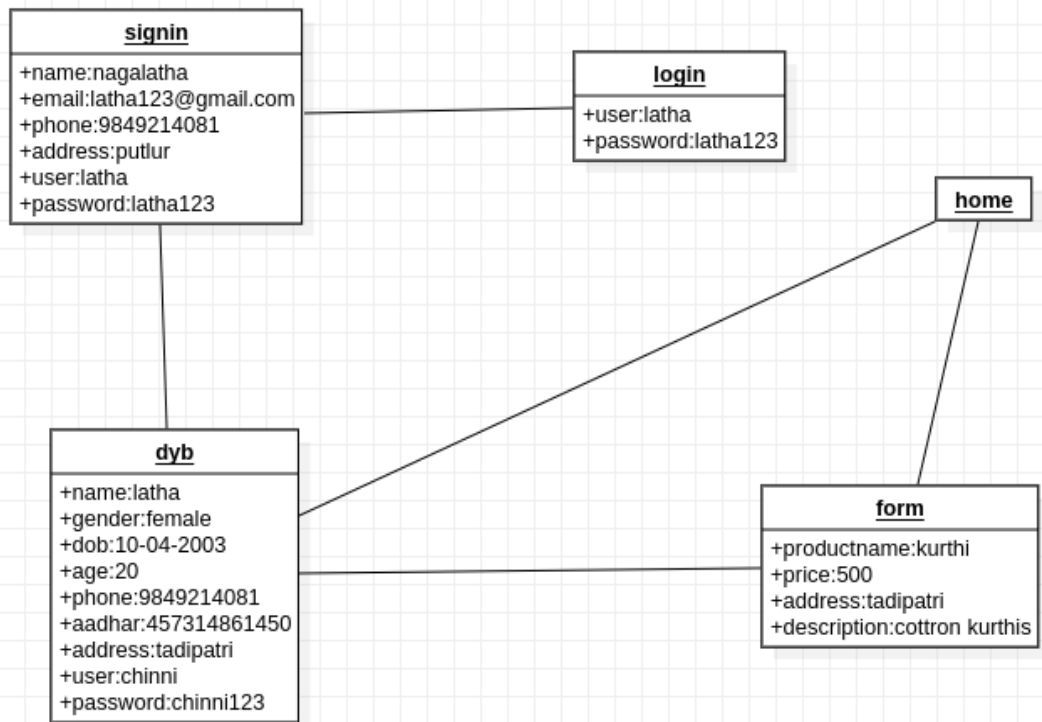 signin
+name:nagalatha
+email:latha123@gmail.com
+phone:9849214081
+address:putlur
+user:latha
+password:latha123
login
+user:latha
+password:latha123
home
dyb
+name:latha
+gender:female
+dob:10-04-2003
+age:20
+phone:9849214081
+aadhar:457314861450
+address:tadipatri
+user:chinni
+password:chinni123
form
+productname:kurthi
+price:500
+address:tadipatri
+description:cottron kurthis